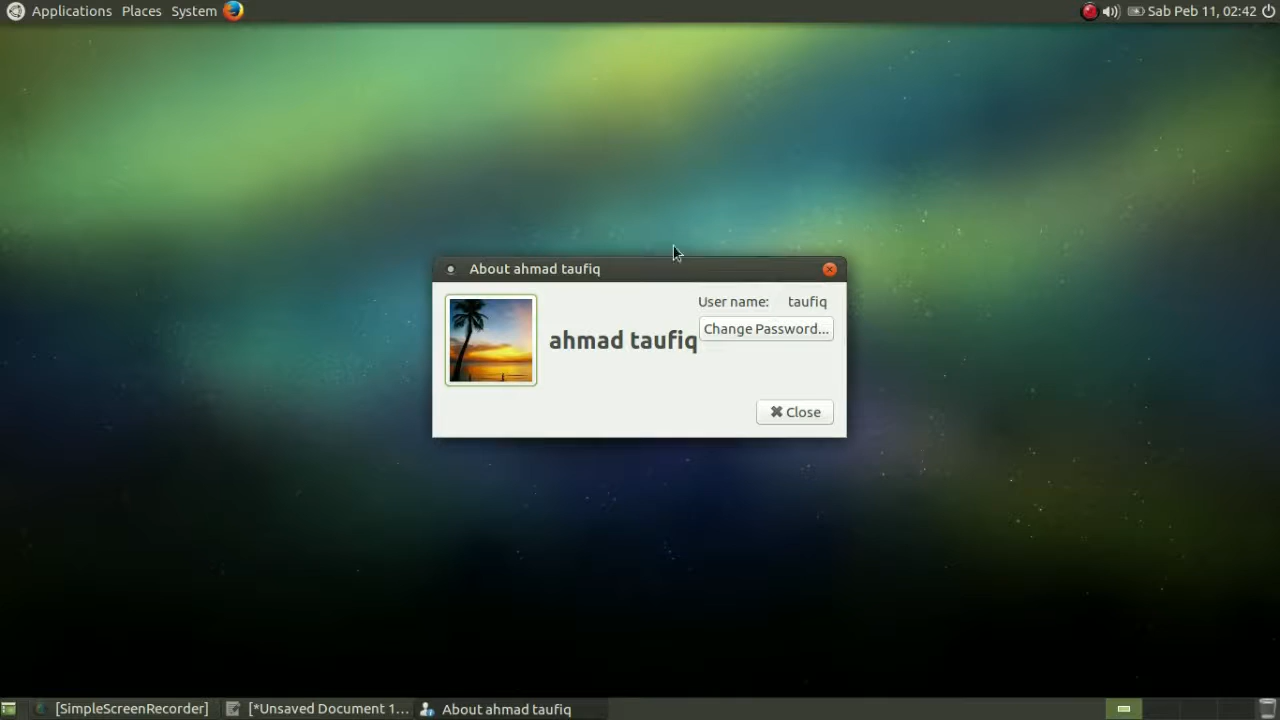 Applications Places System Sab Peb 11, 02:42
About ahmad taufiq
User name: taufiq
ahmad taufiq
Change Password...
Close
[SimpleScreenRecorder] [*Unsaved Document 1... About ahmad taufiq